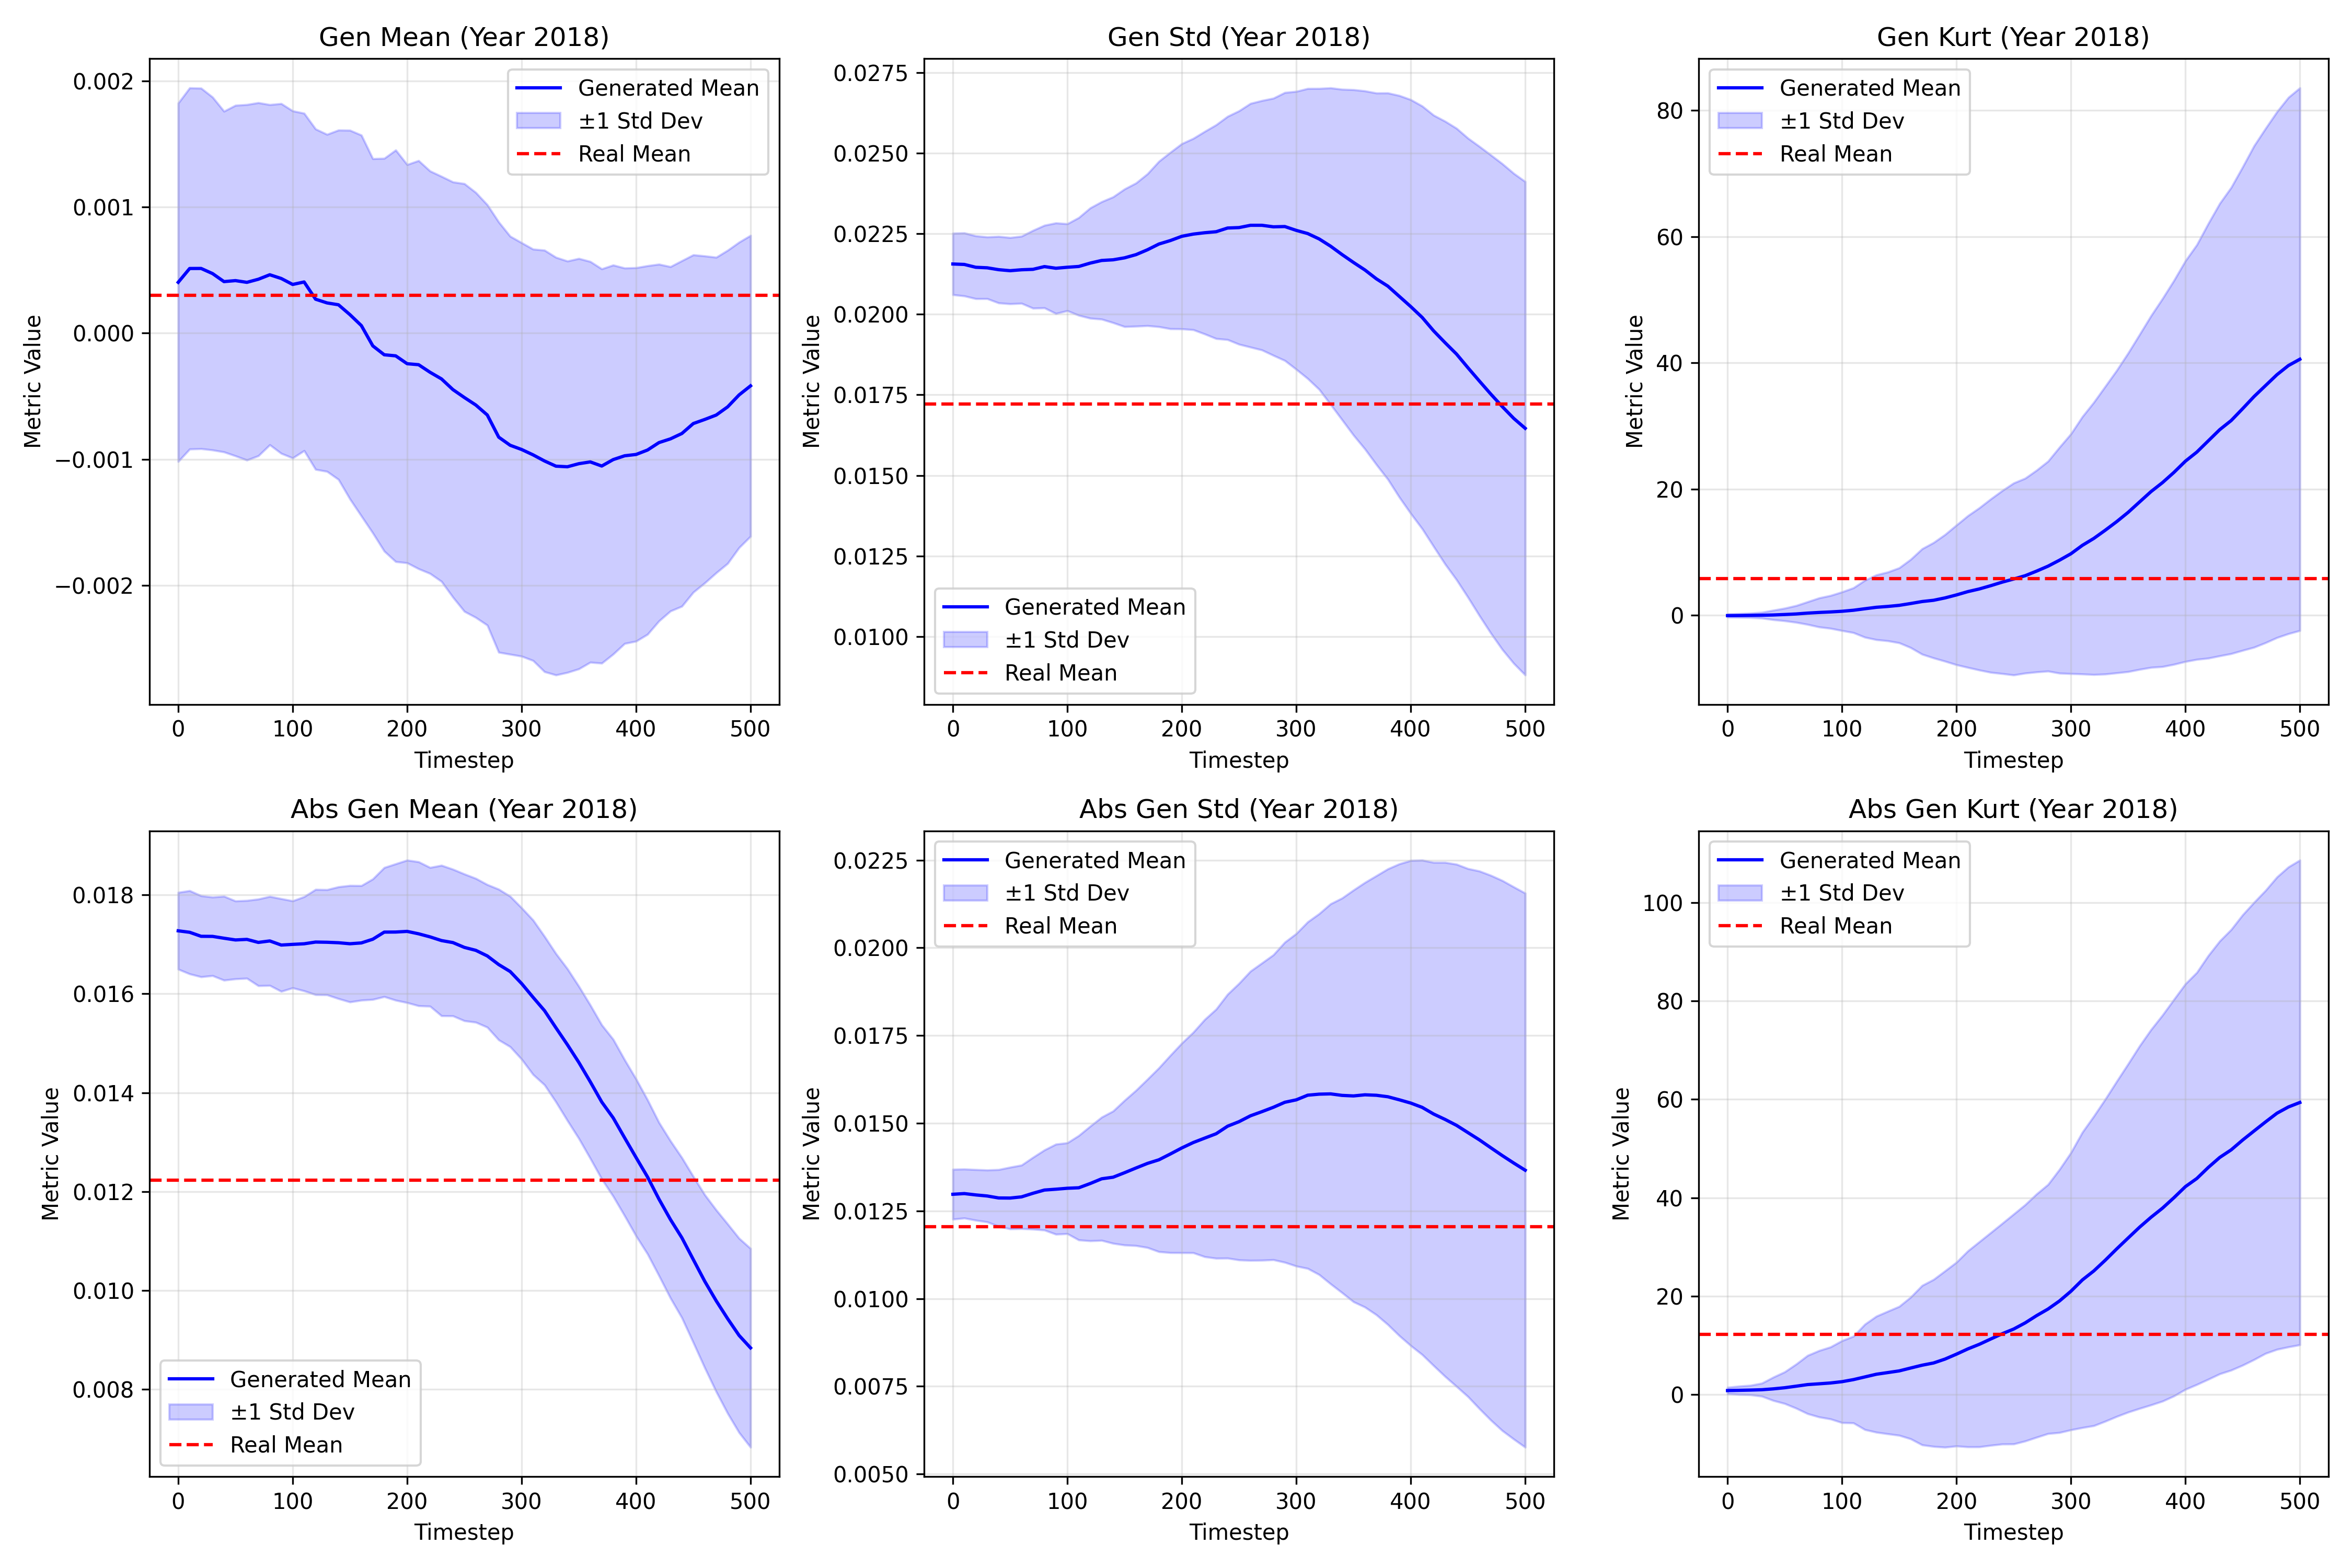 Gen Mean (Year 2018)
Metric Value
0.002
0.001
0.000
−0.001
−0.002
0 100 200 300 400 500
Timestep
Generated Mean
±1 Std Dev
Real Mean
Gen Std (Year 2018)
Metric Value
0.0275
0.0250
0.0225
0.0200
0.0175
0.0150
0.0125
0.0100
0 100 200 300 400 500
Timestep
Generated Mean
±1 Std Dev
Real Mean
Gen Kurt (Year 2018)
Metric Value
80
60
40
20
0
0 100 200 300 400 500
Timestep
Generated Mean
±1 Std Dev
Real Mean
Abs Gen Mean (Year 2018)
Metric Value
0.018
0.016
0.014
0.012
0.010
0.008
0 100 200 300 400 500
Timestep
Generated Mean
±1 Std Dev
Real Mean
Abs Gen Std (Year 2018)
Metric Value
0.0225
0.0200
0.0175
0.0150
0.0125
0.0100
0.0075
0.0050
0 100 200 300 400 500
Timestep
Generated Mean
±1 Std Dev
Real Mean
Abs Gen Kurt (Year 2018)
Metric Value
100
80
60
40
20
0
0 100 200 300 400 500
Timestep
Generated Mean
±1 Std Dev
Real Mean